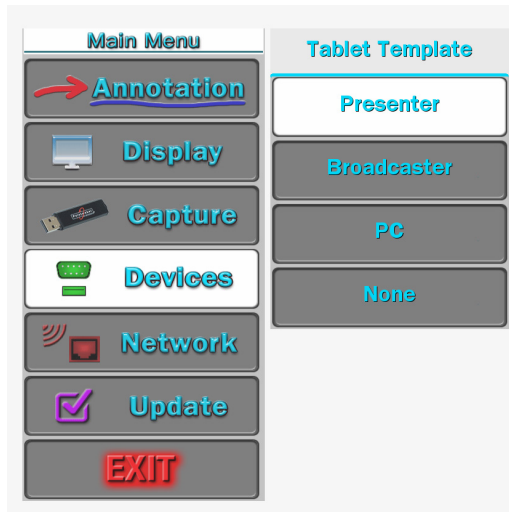 Main Menu
Annotation
Display
Capture
Devices
Network
Update
EXIT
Tablet Template
Presenter
Broadcaster
PC
None